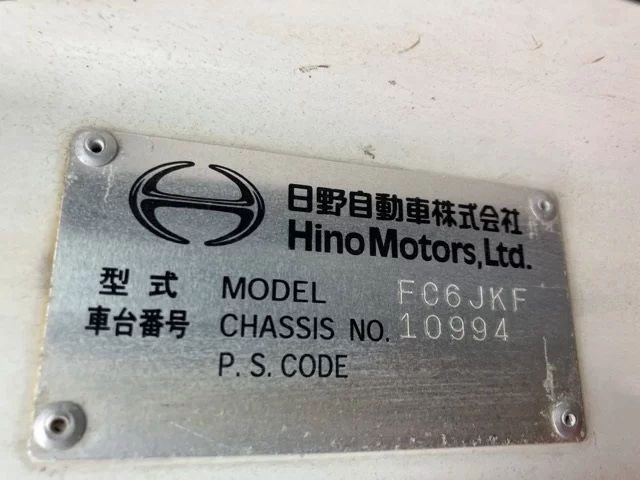 日野自動車株式会社
Hino Motors, Ltd.
型式 MODEL FC6JKF
車台番号 CHASSIS NO. 10994
P.S.CODE